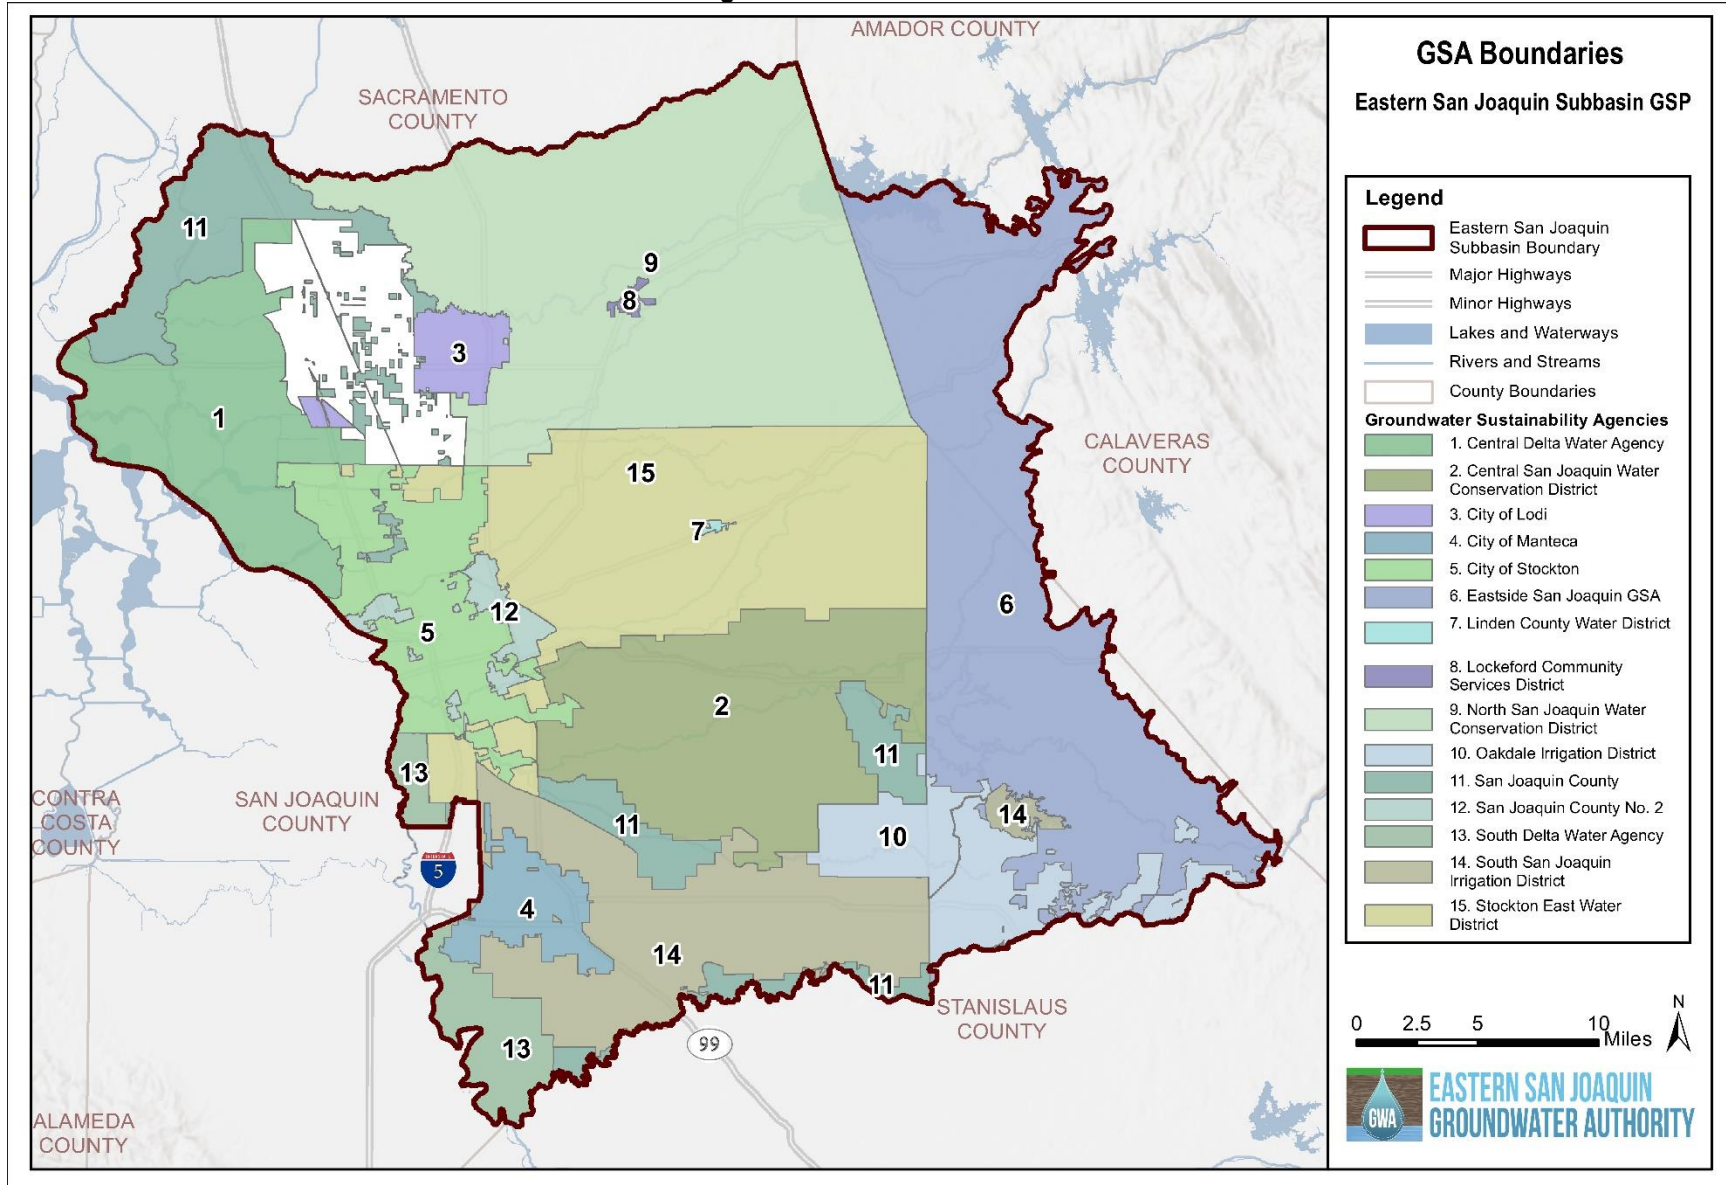 AMADOR COUNTY
SACRAMENTO
COUNTY
11
9
8
3
1
CALAVERAS
COUNTY
15
7
6
12
5
2
11
13
CONTRA
COSTA
COUNTY
SAN JOAQUIN
COUNTY
14
11
10
INTERSTATE
5
4
14
11
STANISLAUS
COUNTY
13
99
ALAMEDA
COUNTY
GSA Boundaries
Eastern San Joaquin Subbasin GSP
Legend
Eastern San Joaquin
Subbasin Boundary
Major Highways
Minor Highways
Lakes and Waterways
Rivers and Streams
County Boundaries
Groundwater Sustainability Agencies
1. Central Delta Water Agency
2. Central San Joaquin Water
Conservation District
3. City of Lodi
4. City of Manteca
5. City of Stockton
6. Eastside San Joaquin GSA
7. Linden County Water District
8. Lockeford Community
Services District
9. North San Joaquin Water
Conservation District
10. Oakdale Irrigation District
11. San Joaquin County
12. San Joaquin County No. 2
13. South Delta Water Agency
14. South San Joaquin
Irrigation District
15. Stockton East Water
District
N
0 2.5 5 10
Miles
GWA
EASTERN SAN JOAQUIN
GROUNDWATER AUTHORITY